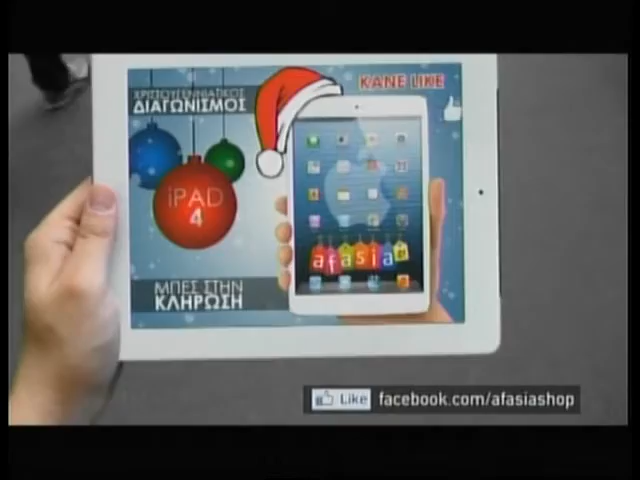 ΧΡΙΣΤΟΥΓΕΝΝΙΑΤΙΚΟΣ
ΔΙΑΓΩΝΙΣΜΟΣ
ΚΑΝΕ LIKE
iPAD
4
afasia
ΜΠΕΣ ΣΤΗΝ
ΚΛΗΡΩΣΗ
Like facebook.com/afasiashop